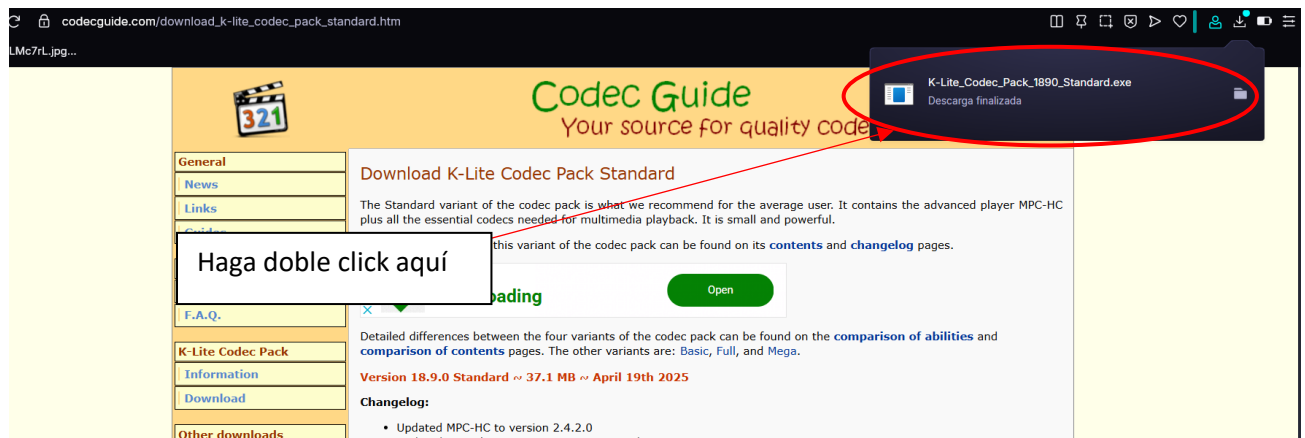 codecguide.com/download_k-lite_codec_pack_standard.htm
LMc7rL.jpg...
K-Lite_Codec_Pack_1890_Standard.exe
Descarga finalizada
321
Codec Guide
Your source for quality code
General
News
Links
Download K-Lite Codec Pack Standard
The Standard variant of the codec pack is what we recommend for the average user. It contains the advanced player MPC-HC
plus all the essential codecs needed for multimedia playback. It is small and powerful.
this variant of the codec pack can be found on its contents and changelog pages.
Haga doble click aquí
oading
Open
F.A.Q.
Detailed differences between the four variants of the codec pack can be found on the comparison of abilities and
comparison of contents pages. The other variants are: Basic, Full, and Mega.
K-Lite Codec Pack
Information
Download
Version 18.9.0 Standard ~ 37.1 MB ~ April 19th 2025
Changelog:
Other downloads
• Updated MPC-HC to version 2.4.2.0